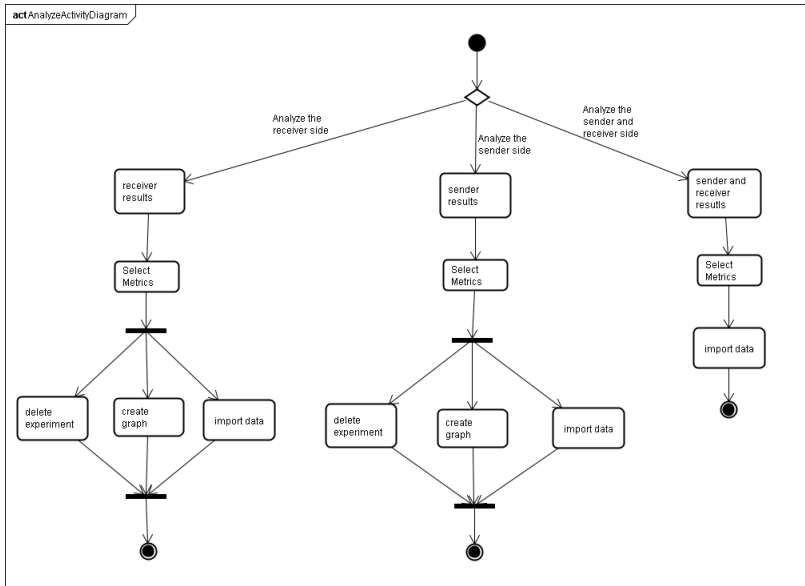 act AnalyzeActivityDiagram
Analyze the
receiver side
Analyze the
sender side
Analyze the
sender and
receiver side
receiver
results
sender
results
sender and
receiver
resutls
Select
Metrics
Select
Metrics
Select
Metrics
delete
experiment
create
graph
import data
delete
experiment
create
graph
import data
import data